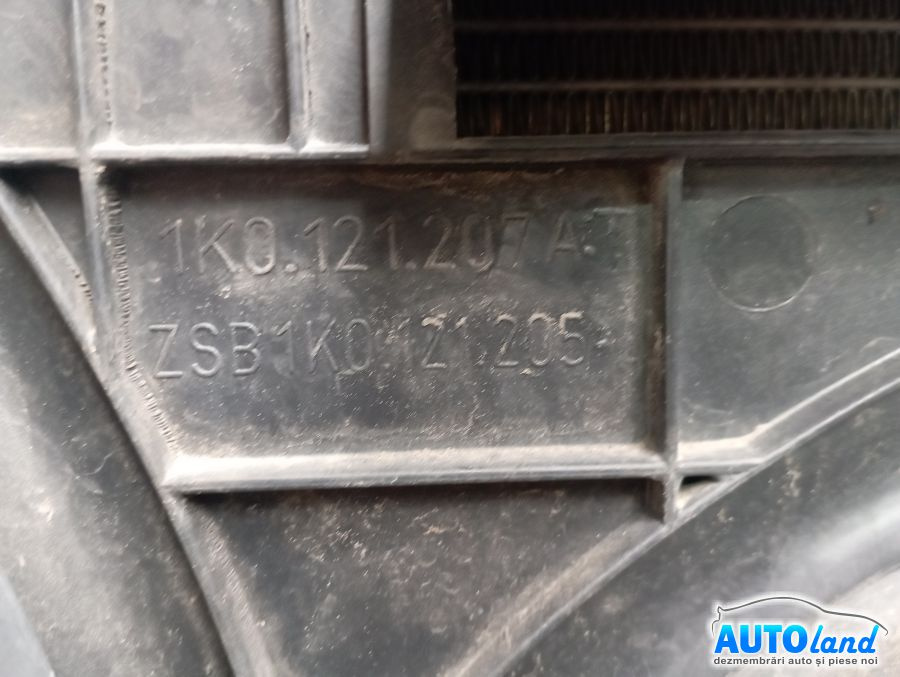 1K0.121.207 A.T
ZSB 1K0.121.205
AUTOland
dezmembrări auto și piese noi